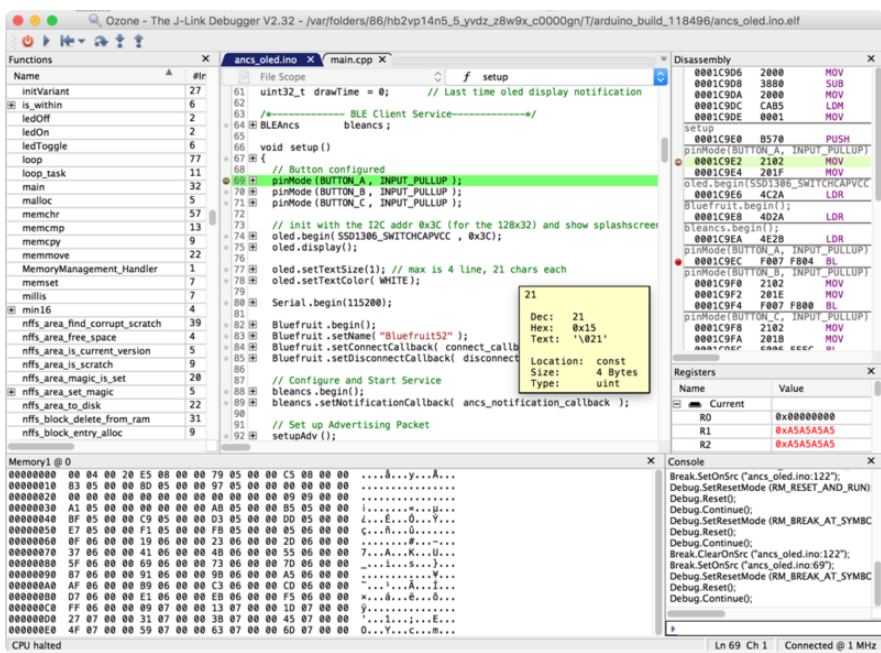 Ozone - The J-Link Debugger V2.32 - /var/folders/86/hb2vp14n5_5_yvdz_z8w9x_c0000gn/T/arduino_build_118496/ancs_oled.ino.elf
Functions
Name #Ir
initVariant 27
is_within 6
ledOff 2
ledOn 2
ledToggle 6
loop 77
loop_task 11
main 32
malloc 5
memchr 57
memcmp 13
memcpy 9
memmove 22
MemoryManagement_Handler 1
memset 7
millis 7
min16 4
nffs_area_find_corrupt_scratch 39
nffs_area_free_space 4
nffs_area_is_current_version 5
nffs_area_is_scratch 9
nffs_area_magic_is_set 20
nffs_area_set_magic 5
nffs_area_to_disk 22
nffs_block_delete_from_ram 31
nffs_block_entry_alloc 9
ancs_oled.ino X main.cpp X
File Scope f setup
61 uint32_t drawTime = 0; // Last time oled display notification
62
63 /*------------- BLE Client Service-------------*/
64 BLEAncs bleancs;
65
66 void setup()
67 {
68 // Button configured
69 pinMode(BUTTON_A, INPUT_PULLUP);
70 pinMode(BUTTON_B, INPUT_PULLUP);
71 pinMode(BUTTON_C, INPUT_PULLUP);
72
73 // init with the I2C addr 0x3C (for the 128x32) and show splashscreen
74 oled.begin(SSD1306_SWITCHCAPVCC, 0x3C);
75 oled.display();
76
77 oled.setTextSize(1); // max is 4 line, 21 chars each
78 oled.setTextColor(WHITE);
79
80 Serial.begin(115200);
81
82 Bluefruit.begin();
83 Bluefruit.setName("Bluefruit52");
84 Bluefruit.setConnectCallback( connect_callb
85 Bluefruit.setDisconnectCallback( disconnect
86
87 // Configure and Start Service
88 bleancs.begin();
89 bleancs.setNotificationCallback( ancs_notification_callback );
90
91 // Set up Advertising Packet
92 setupAdv();
21
Dec: 21
Hex: 0x15
Text: '\021'
Location: const
Size: 4 Bytes
Type: uint
Disassembly
0001C9D6 2000 MOV
0001C9D8 3880 SUB
0001C9DA 2000 MOV
0001C9DC CAB5 LDM
0001C9DE 0001 MOV
setup
0001C9E0 B570 PUSH
pinMode(BUTTON_A, INPUT_PULLUP)
0001C9E2 2102 MOV
0001C9E4 201F MOV
oled.begin(SSD1306_SWITCHCAPVCC
0001C9E6 4C2A LDR
Bluefruit.begin();
0001C9E8 4D2A LDR
bleancs.begin();
0001C9EA 4E2B LDR
pinMode(BUTTON_A, INPUT_PULLUP)
0001C9EC F007 F804 BL
pinMode(BUTTON_B, INPUT_PULLUP)
0001C9F0 2102 MOV
0001C9F2 201E MOV
0001C9F4 F007 F800 BL
pinMode(BUTTON_C, INPUT_PULLUP)
0001C9F8 2102 MOV
0001C9FA 201B MOV
Registers
Name Value
Current
R0 0x00000000
R1 0xA5A5A5A5
R2 0xA5A5A5A5
Memory1 @ 0
00000000 00 04 00 20 E5 08 00 00 79 05 00 00 C5 08 00 00 ....å...y...Å...
00000010 83 05 00 00 8D 05 00 00 97 05 00 00 00 00 00 00 ................
00000020 00 00 00 00 00 00 00 00 00 00 00 00 09 09 00 00 ................
00000030 A1 05 00 00 00 00 00 00 AB 05 00 00 B5 05 00 00 ¡.......«...µ...
00000040 BF 05 00 00 C9 05 00 00 D3 05 00 00 DD 05 00 00 ¿...É...Ó...Ý...
00000050 E7 05 00 00 F1 05 00 00 FB 05 00 00 05 06 00 00 ç...ñ...û.......
00000060 0F 06 00 00 19 06 00 00 23 06 00 00 2D 06 00 00 ........#...-...
00000070 37 06 00 00 41 06 00 00 4B 06 00 00 55 06 00 00 7...A...K...U...
00000080 5F 06 00 00 69 06 00 00 73 06 00 00 7D 06 00 00 _...i...s...}...
00000090 87 06 00 00 91 06 00 00 9B 06 00 00 A5 06 00 00 ............¥...
000000A0 AF 06 00 00 B9 06 00 00 C3 06 00 00 CD 06 00 00 ¯...¹...Ã...Í...
000000B0 D7 06 00 00 E1 06 00 00 EB 06 00 00 F5 06 00 00 ×...á...ë...õ...
000000C0 FF 06 00 00 09 07 00 00 13 07 00 00 1D 07 00 00 ÿ...............
000000D0 27 07 00 00 31 07 00 00 3B 07 00 00 45 07 00 00 '...1...;...E...
000000E0 4F 07 00 00 59 07 00 00 63 07 00 00 6D 07 00 00 O...Y...c...m...
Console
Break.SetOnSrc ("ancs_oled.ino:122");
Debug.SetResetMode (RM_RESET_AND_RUN);
Debug.Reset();
Debug.Continue();
Debug.SetResetMode (RM_BREAK_AT_SYMBC
Debug.Reset();
Debug.Continue();
Break.ClearOnSrc ("ancs_oled.ino:122");
Break.SetOnSrc ("ancs_oled.ino:69");
Debug.SetResetMode (RM_BREAK_AT_SYMBC
Debug.Reset();
Debug.Continue();
CPU halted
Ln 69 Ch 1 Connected @ 1 MHz